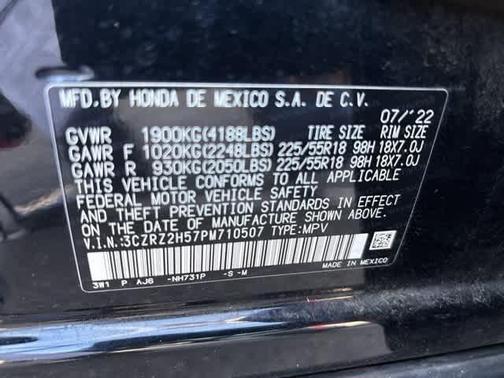 MFD. BY HONDA DE MEXICO S.A. DE C.V.
07/'22
GVWR 1900KG(4188LBS) TIRE SIZE RIM SIZE
GAWR F 1020KG(2248LBS) 225/55R18 98H 18X7.0J
GAWR R 930KG(2050LBS) 225/55R18 98H 18X7.0J
THIS VEHICLE CONFORMS TO ALL APPLICABLE
FEDERAL MOTOR VEHICLE SAFETY
AND THEFT PREVENTION STANDARDS IN EFFECT
ON THE DATE OF MANUFACTURE SHOWN ABOVE.
V.I.N.:3CZRZ2H57PM710507 TYPE:MPV
3W1 P AJ6 -NH731P -S -M
MADE IN MEXICO